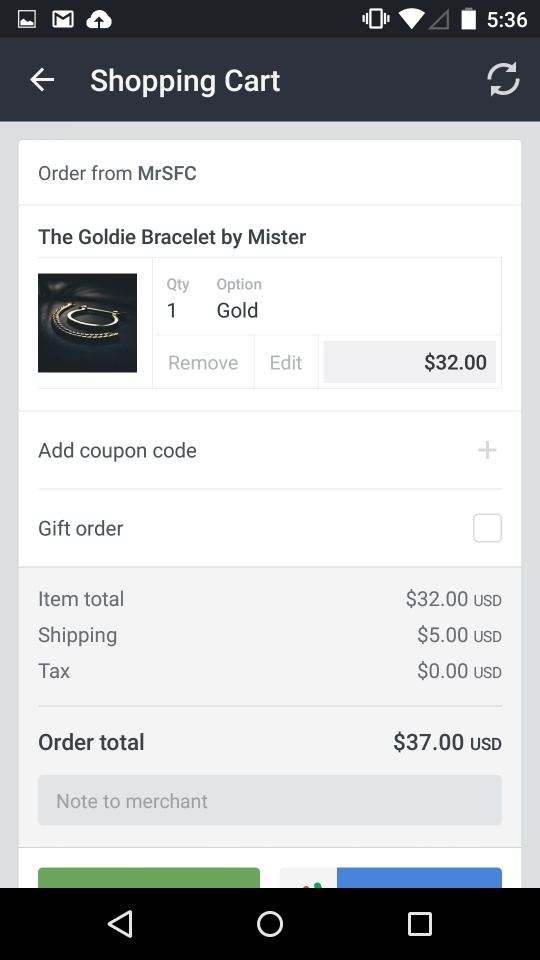 5:36
Shopping Cart
Order from MrSFC
The Goldie Bracelet by Mister
Qty Option
1 Gold
Remove Edit $32.00
Add coupon code
Gift order
Item total $32.00 USD
Shipping $5.00 USD
Tax $0.00 USD
Order total $37.00 USD
Note to merchant